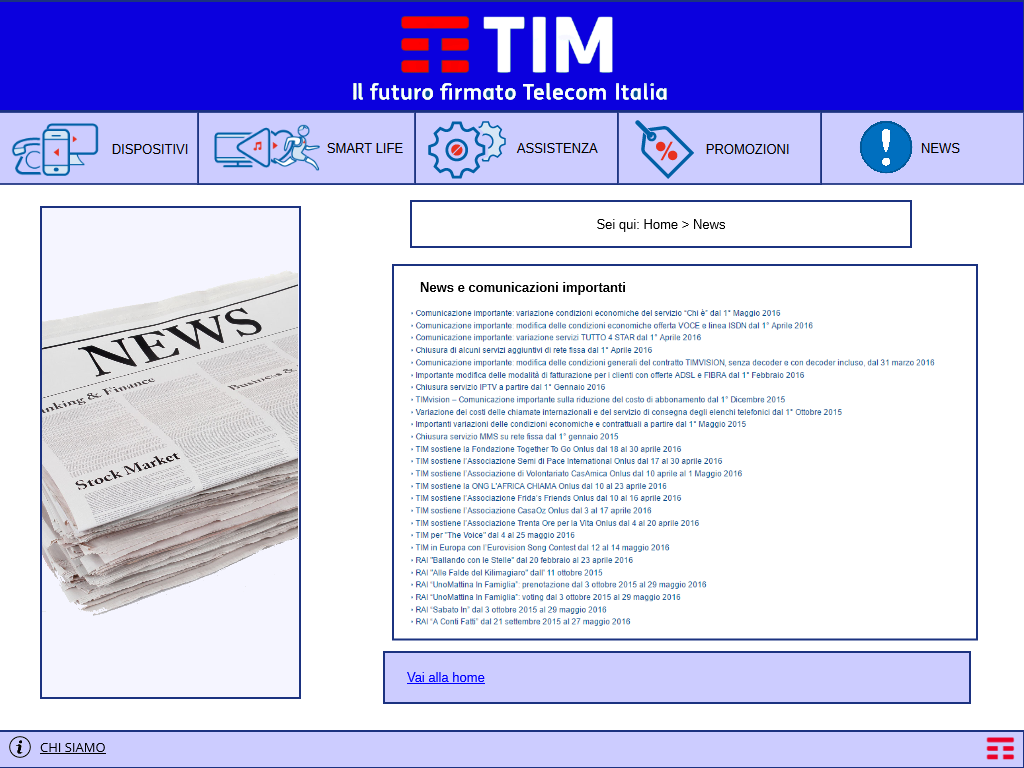 TIM
Il futuro firmato Telecom Italia
DISPOSITIVI
SMART LIFE
ASSISTENZA
PROMOZIONI
NEWS
NEWS
nking & Finance
Business &
Stock Market
Sei qui: Home > News
News e comunicazioni importanti
Comunicazione importante: variazione condizioni economiche del servizio “Chi è” dal 1° Maggio 2016
Comunicazione importante: modifica delle condizioni economiche offerta VOCE e linea ISDN dal 1° Aprile 2016
Comunicazione importante: variazione servizi TUTTO 4 STAR dal 1° Aprile 2016
Chiusura di alcuni servizi aggiuntivi di rete fissa dal 1° Aprile 2016
Comunicazione importante: modifica delle condizioni generali del contratto TIMVISION, senza decoder e con decoder incluso, dal 31 marzo 2016
Importante modifica delle modalità di fatturazione per i clienti con offerte ADSL e FIBRA dal 1° Febbraio 2016
Chiusura servizio IPTV a partire dal 1° Gennaio 2016
TIMvision – Comunicazione importante sulla riduzione del costo di abbonamento dal 1° Dicembre 2015
Variazione dei costi delle chiamate internazionali e del servizio di consegna degli elenchi telefonici dal 1° Ottobre 2015
Importanti variazioni delle condizioni economiche e contrattuali a partire dal 1° Maggio 2015
Chiusura servizio MMS su rete fissa dal 1° gennaio 2015
TIM sostiene la Fondazione Together To Go Onlus dal 18 al 30 aprile 2016
TIM sostiene l'Associazione Semi di Pace International Onlus dal 17 al 30 aprile 2016
TIM sostiene l'Associazione di Volontariato CasAmica Onlus dal 10 aprile al 1 Maggio 2016
TIM sostiene la ONG L'AFRICA CHIAMA Onlus dal 10 al 23 aprile 2016
TIM sostiene l'Associazione Frida's Friends Onlus dal 10 al 16 aprile 2016
TIM sostiene l'Associazione CasaOz Onlus dal 3 al 17 aprile 2016
TIM sostiene l'Associazione Trenta Ore per la Vita Onlus dal 4 al 20 aprile 2016
TIM per "The Voice" dal 4 al 25 maggio 2016
TIM in Europa con l'Eurovision Song Contest dal 12 al 14 maggio 2016
RAI "Ballando con le Stelle" dal 20 febbraio al 23 aprile 2016
RAI "Alle Falde del Kilimagiaro" dall' 11 ottobre 2015
RAI “UnoMattina In Famiglia”: prenotazione dal 3 ottobre 2015 al 29 maggio 2016
RAI “UnoMattina In Famiglia”: voting dal 3 ottobre 2015 al 29 maggio 2016
RAI “Sabato In” dal 3 ottobre 2015 al 29 maggio 2016
RAI “A Conti Fatti” dal 21 settembre 2015 al 27 maggio 2016
Vai alla home
CHI SIAMO